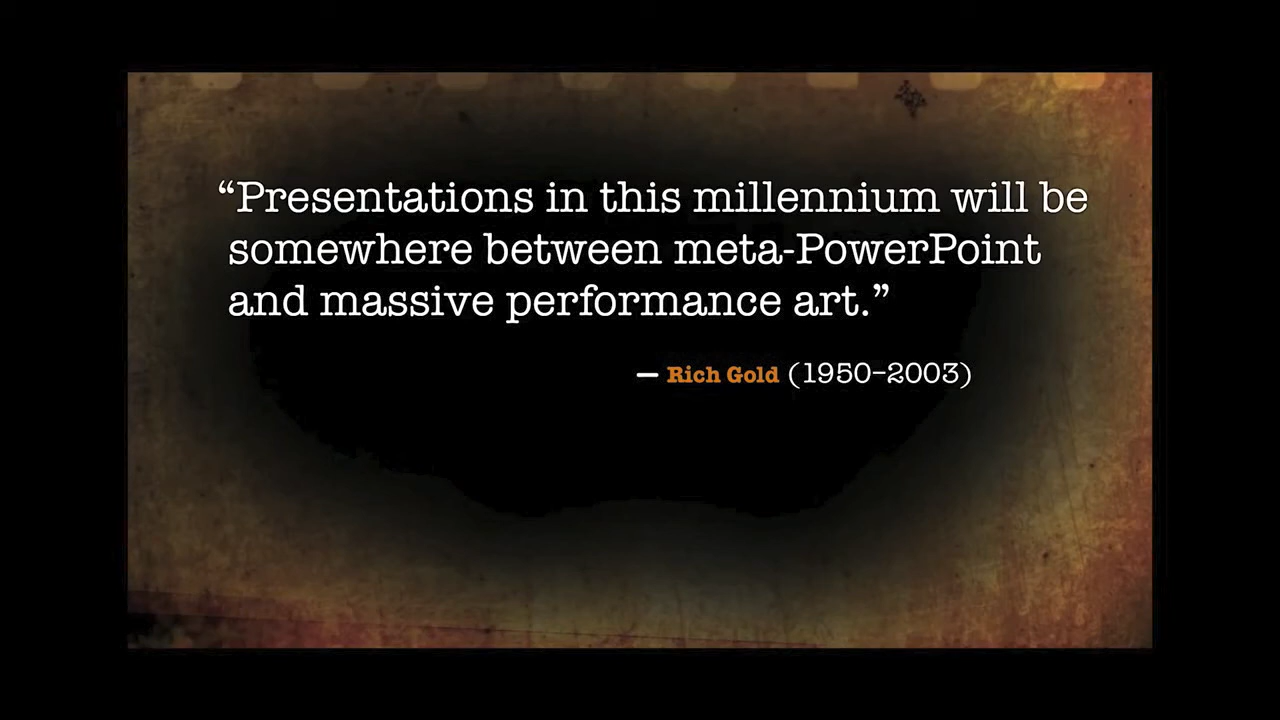 “Presentations in this millennium will be
somewhere between meta-PowerPoint
and massive performance art.”
— Rich Gold (1950–2003)